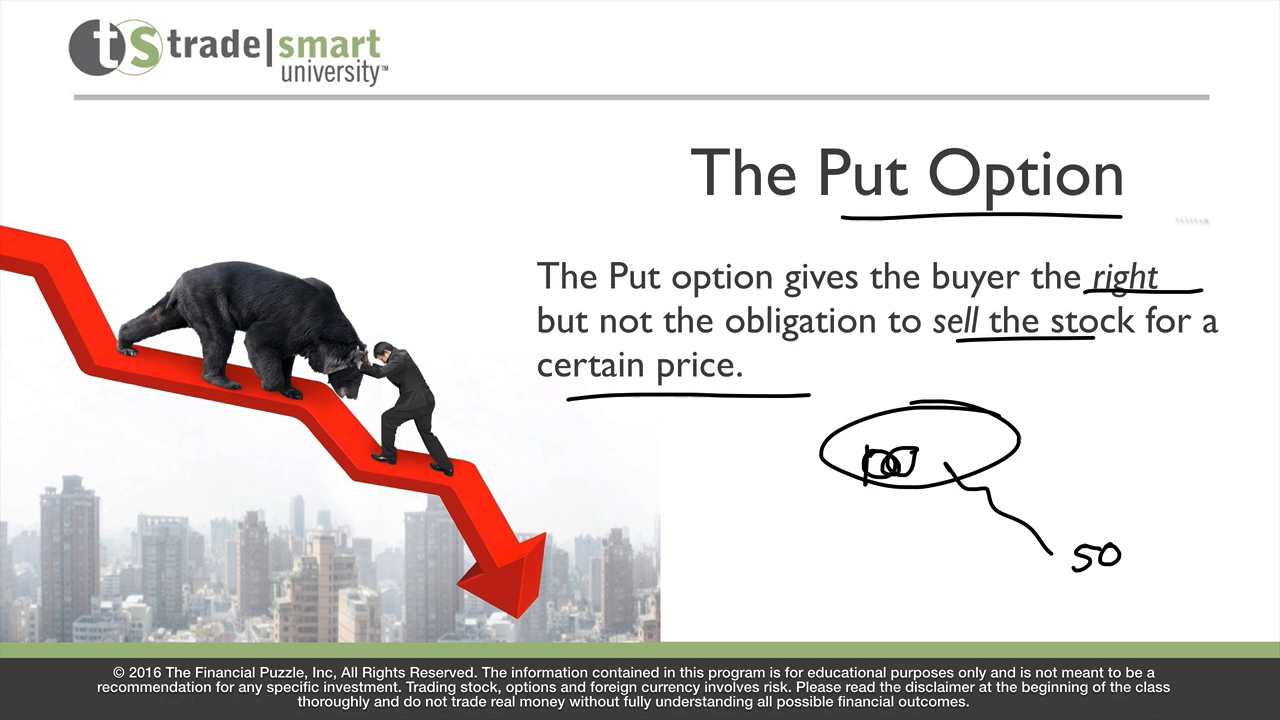 ts trade|smart
university™
The Put Option
The Put option gives the buyer the right
but not the obligation to sell the stock for a
certain price.
100
50
© 2016 The Financial Puzzle, Inc, All Rights Reserved. The information contained in this program is for educational purposes only and is not meant to be a
recommendation for any specific investment. Trading stock, options and foreign currency involves risk. Please read the disclaimer at the beginning of the class
thoroughly and do not trade real money without fully understanding all possible financial outcomes.